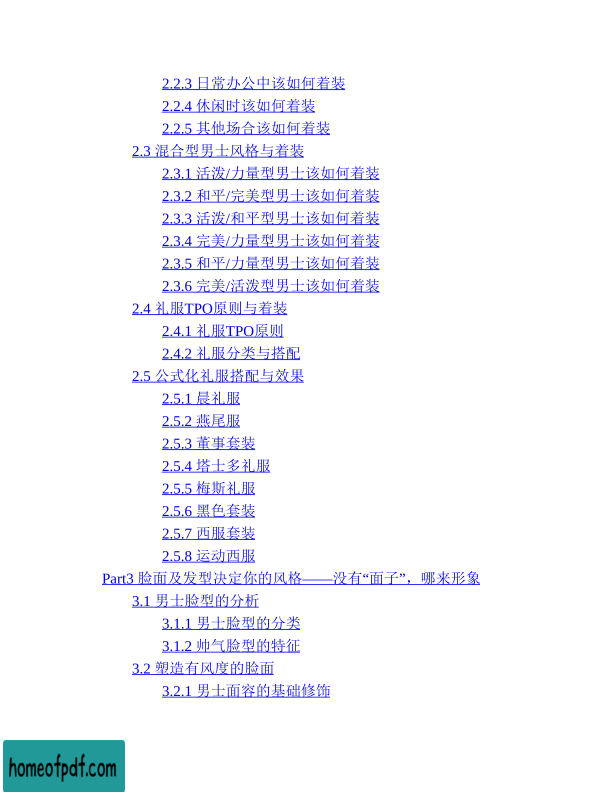 2.2.3 日常办公中该如何着装
2.2.4 休闲时该如何着装
2.2.5 其他场合该如何着装
2.3 混合型男士风格与着装
2.3.1 活泼/力量型男士该如何着装
2.3.2 和平/完美型男士该如何着装
2.3.3 活泼/和平型男士该如何着装
2.3.4 完美/力量型男士该如何着装
2.3.5 和平/力量型男士该如何着装
2.3.6 完美/活泼型男士该如何着装
2.4 礼服TPO原则与着装
2.4.1 礼服TPO原则
2.4.2 礼服分类与搭配
2.5 公式化礼服搭配与效果
2.5.1 晨礼服
2.5.2 燕尾服
2.5.3 董事套装
2.5.4 塔士多礼服
2.5.5 梅斯礼服
2.5.6 黑色套装
2.5.7 西服套装
2.5.8 运动西服
Part3 脸面及发型决定你的风格——没有“面子”，哪来形象
3.1 男士脸型的分析
3.1.1 男士脸型的分类
3.1.2 帅气脸型的特征
3.2 塑造有风度的脸面
3.2.1 男士面容的基础修饰
homeofpdf.com